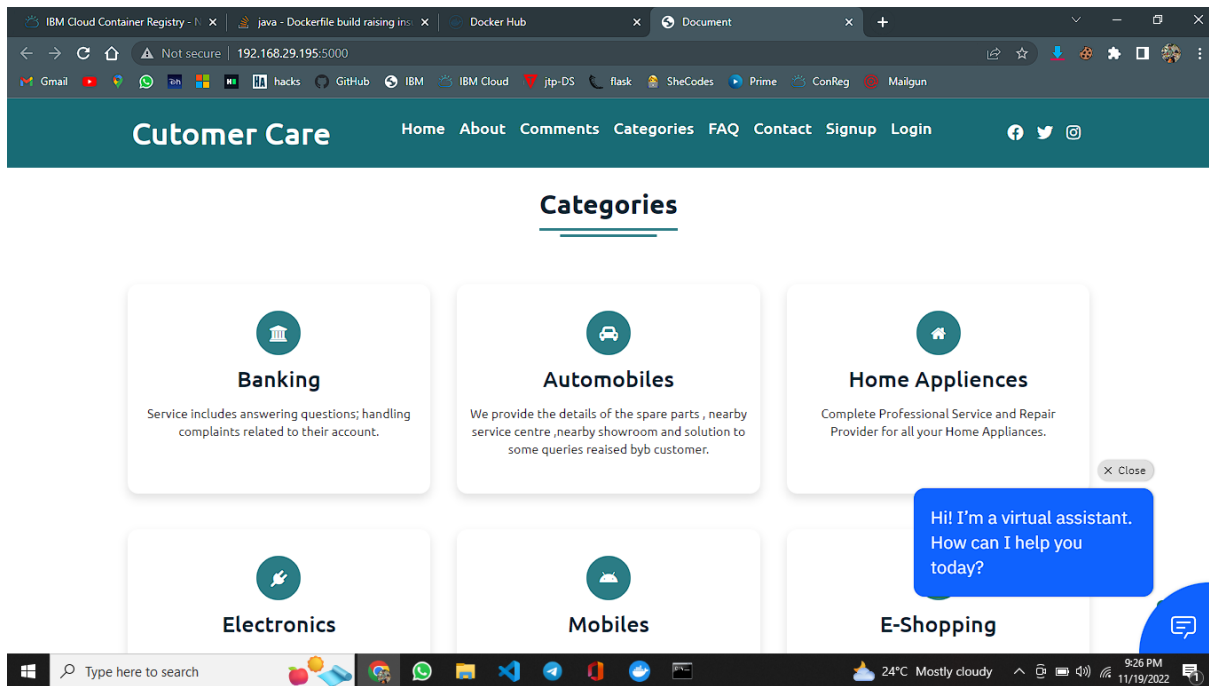 IBM Cloud Container Registry - N
java - Dockerfile build raising ins
Docker Hub
Document
Not secure | 192.168.29.195:5000
Gmail
hacks
GitHub
IBM
IBM Cloud
jtp-DS
flask
SheCodes
Prime
ConReg
Mailgun
Cutomer Care
Home About Comments Categories FAQ Contact Signup Login
Categories
Banking
Service includes answering questions; handling
complaints related to their account.
Automobiles
We provide the details of the spare parts , nearby
service centre ,nearby showroom and solution to
some queries reaised byb customer.
Home Appliences
Complete Professional Service and Repair
Provider for all your Home Appliances.
Close
Hi! I'm a virtual assistant.
How can I help you
today?
Electronics
Mobiles
E-Shopping
Type here to search
24°C Mostly cloudy
9:26 PM
11/19/2022
1